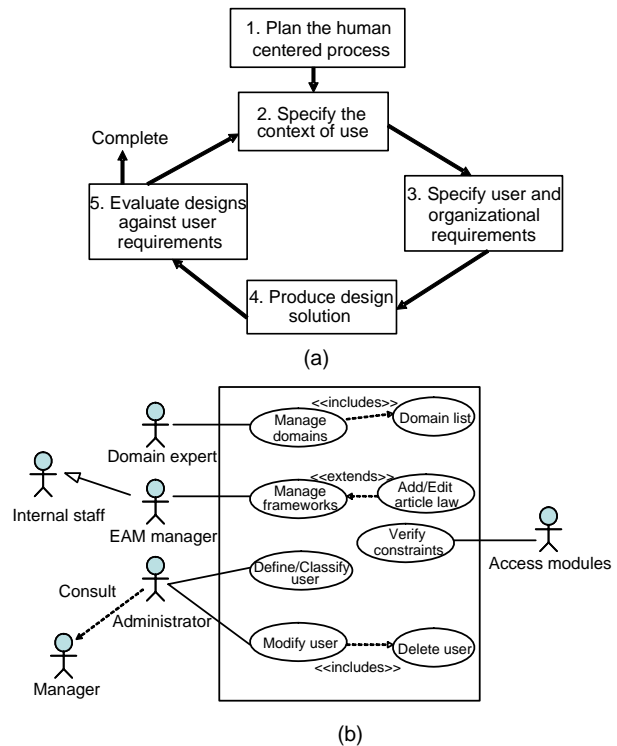 1. Plan the human
centered process
2. Specify the
context of use
Complete
5. Evaluate designs
against user
requirements
3. Specify user and
organizational
requirements
4. Produce design
solution
(a)
<<includes>>
Manage
domains
Domain list
Domain expert
<<extends>>
Manage
frameworks
Add/Edit
article law
Internal staff
EAM manager
Verify
constraints
Access modules
Define/Classify
user
Consult
Administrator
Modify user
Delete user
<<includes>>
Manager
(b)